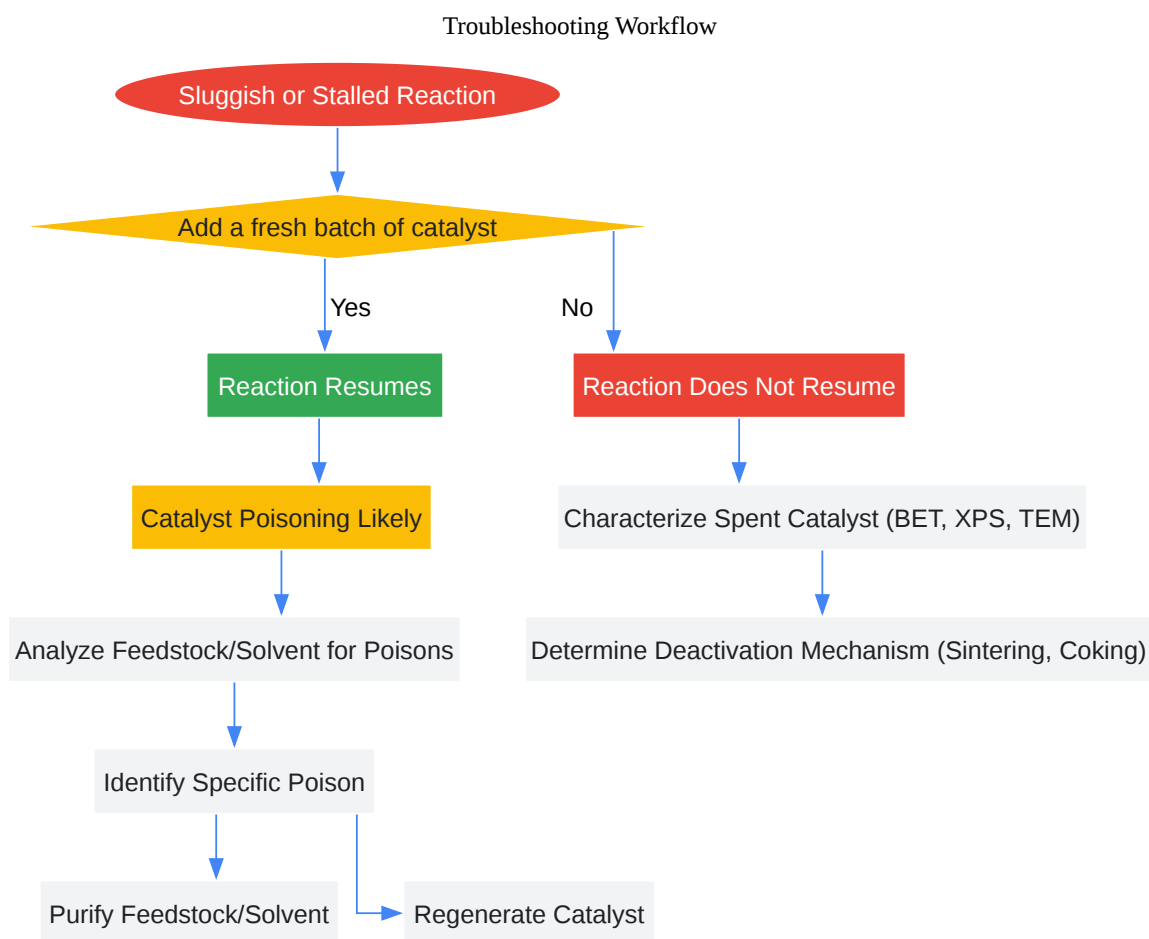 Troubleshooting Workflow
Sluggish or Stalled Reaction
Add a fresh batch of catalyst
Yes
No
Reaction Resumes
Reaction Does Not Resume
Catalyst Poisoning Likely
Characterize Spent Catalyst (BET, XPS, TEM)
Analyze Feedstock/Solvent for Poisons
Determine Deactivation Mechanism (Sintering, Coking)
Identify Specific Poison
Purify Feedstock/Solvent
Regenerate Catalyst